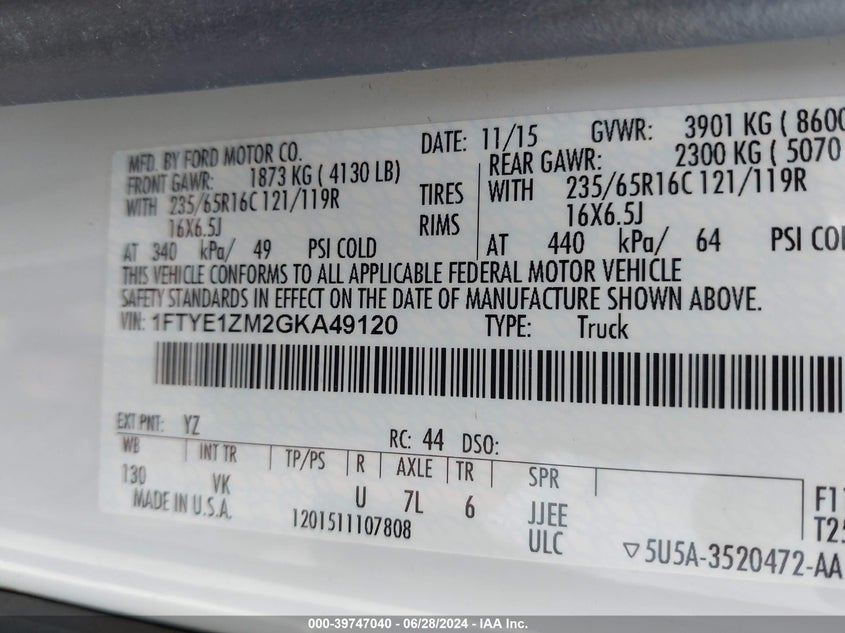 MFD. BY FORD MOTOR CO. DATE: 11/15 GVWR: 3901 KG ( 8600
FRONT GAWR: 1873 KG ( 4130 LB) REAR GAWR: 2300 KG ( 5070
WITH 235/65R16C 121/119R TIRES WITH 235/65R16C 121/119R
16X6.5J RIMS 16X6.5J
AT 340 kPa/ 49 PSI COLD AT 440 kPa/ 64 PSI COL
THIS VEHICLE CONFORMS TO ALL APPLICABLE FEDERAL MOTOR VEHICLE
SAFETY STANDARDS IN EFFECT ON THE DATE OF MANUFACTURE SHOWN ABOVE.
VIN: 1FTYE1ZM2GKA49120 TYPE: Truck
EXT PNT: YZ RC: 44 DSO:
WB INT TR TP/PS R AXLE TR SPR
130 VK U 7L 6 JJEE F1
MADE IN U.S.A. 1201511107808 ULC T25
▽5U5A-3520472-AA
000-39747040 - 06/28/2024 - IAA Inc.